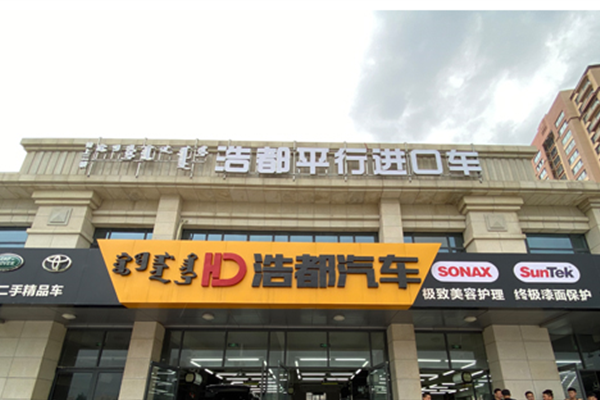 浩都平行进口车
HD 浩都汽车
SONAX
极致美容护理
SunTek
终极漆面保护
二手精品车